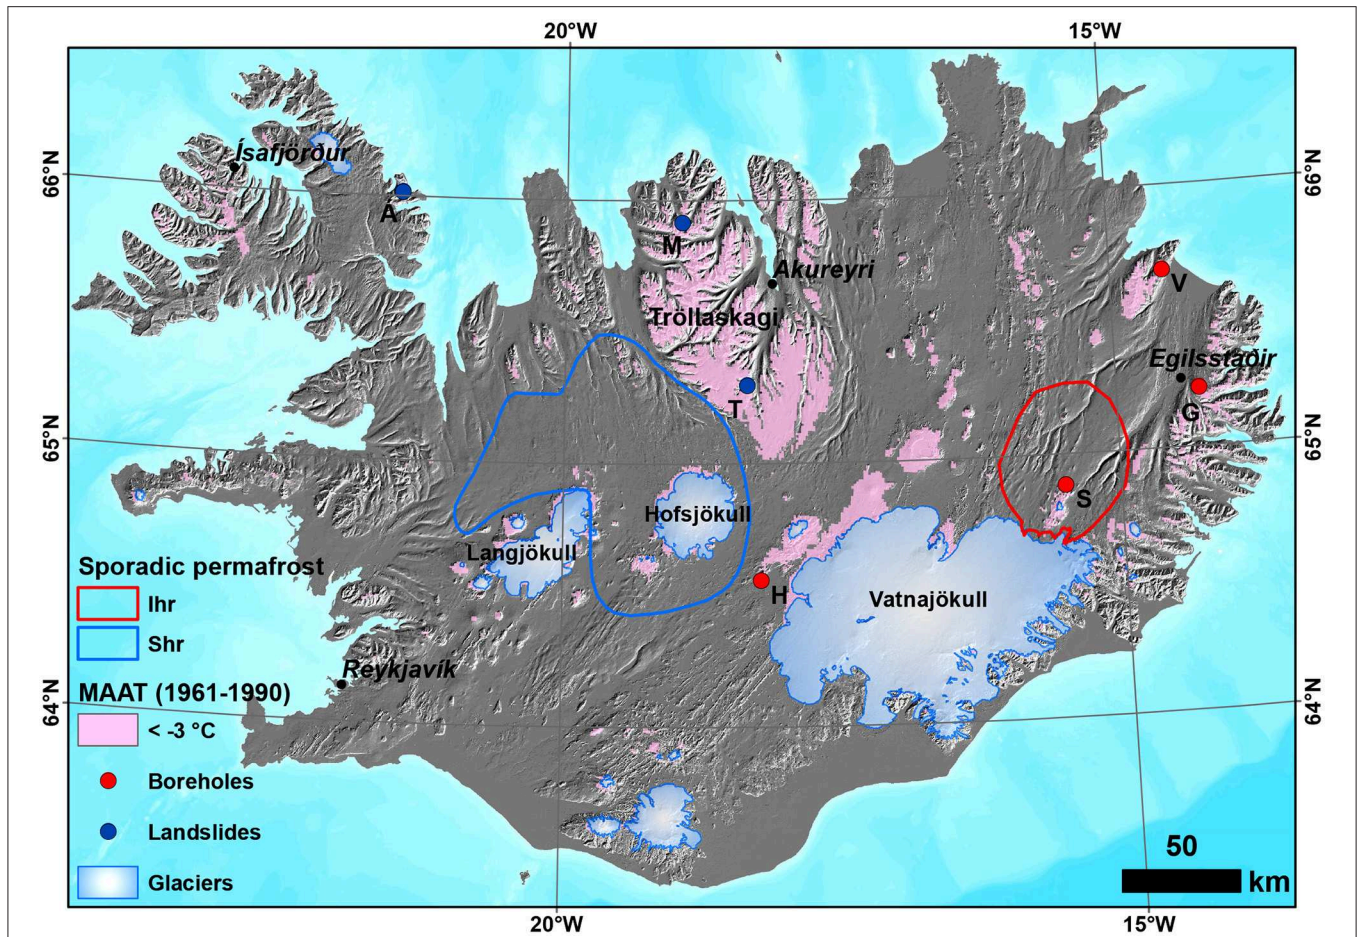 20°W
15°W
66°N
66°N
Ísafjörður
Á
M
Akureyri
V
Tröllaskagi
Egilsstaðir
T
G
65°N
65°N
S
Hofsjökull
Langjökull
Sporadic permafrost
H
Vatnajökull
Ihr
Shr
Reykjavík
MAAT (1961-1990)
64°N
64°N
< -3 °C
Boreholes
Landslides
50
km
Glaciers
20°W
15°W